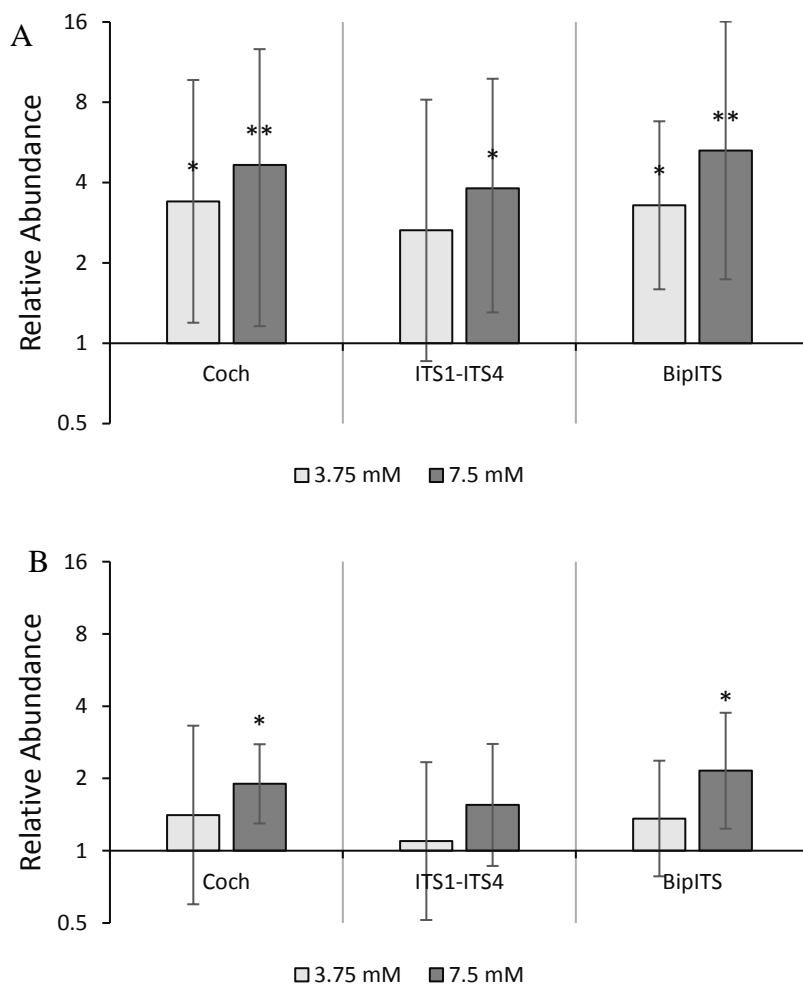 A
Relative Abundance
16
8
4
2
1
0.5
* ** * * **
Coch ITS1-ITS4 BipITS
3.75 mM 7.5 mM
B
Relative Abundance
16
8
4
2
1
0.5
* *
Coch ITS1-ITS4 BipITS
3.75 mM 7.5 mM